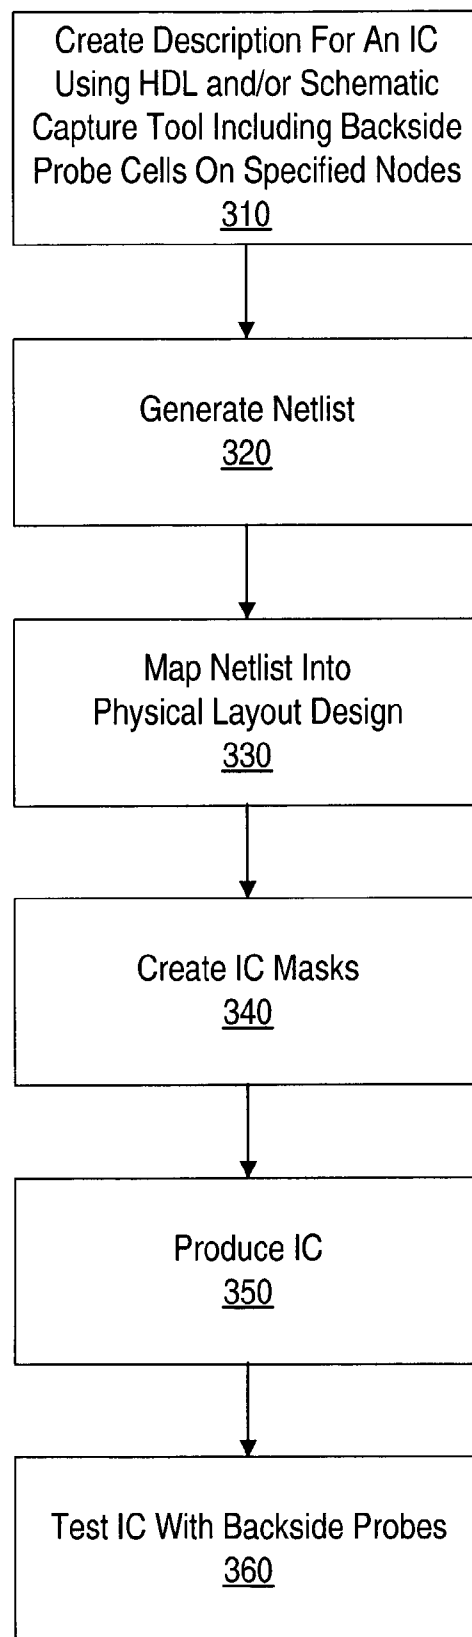 Create Description For An IC
Using HDL and/or Schematic
Capture Tool Including Backside
Probe Cells On Specified Nodes
310
Generate Netlist
320
Map Netlist Into
Physical Layout Design
330
Create IC Masks
340
Produce IC
350
Test IC With Backside Probes
360